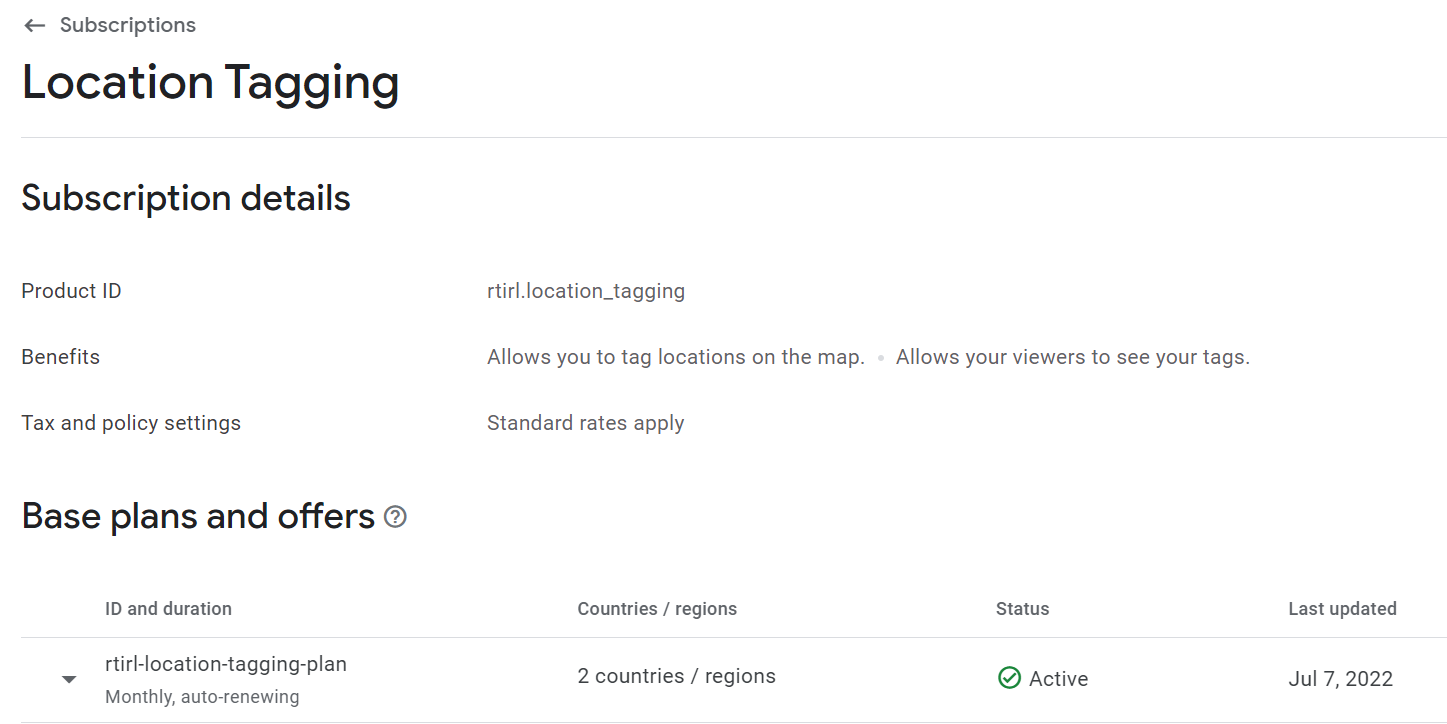 Subscriptions
Location Tagging
Subscription details
Product ID rtirl.location_tagging
Benefits Allows you to tag locations on the map. • Allows your viewers to see your tags.
Tax and policy settings Standard rates apply
Base plans and offers
ID and duration Countries / regions Status Last updated
rtirl-location-tagging-plan 2 countries / regions Active Jul 7, 2022
Monthly, auto-renewing